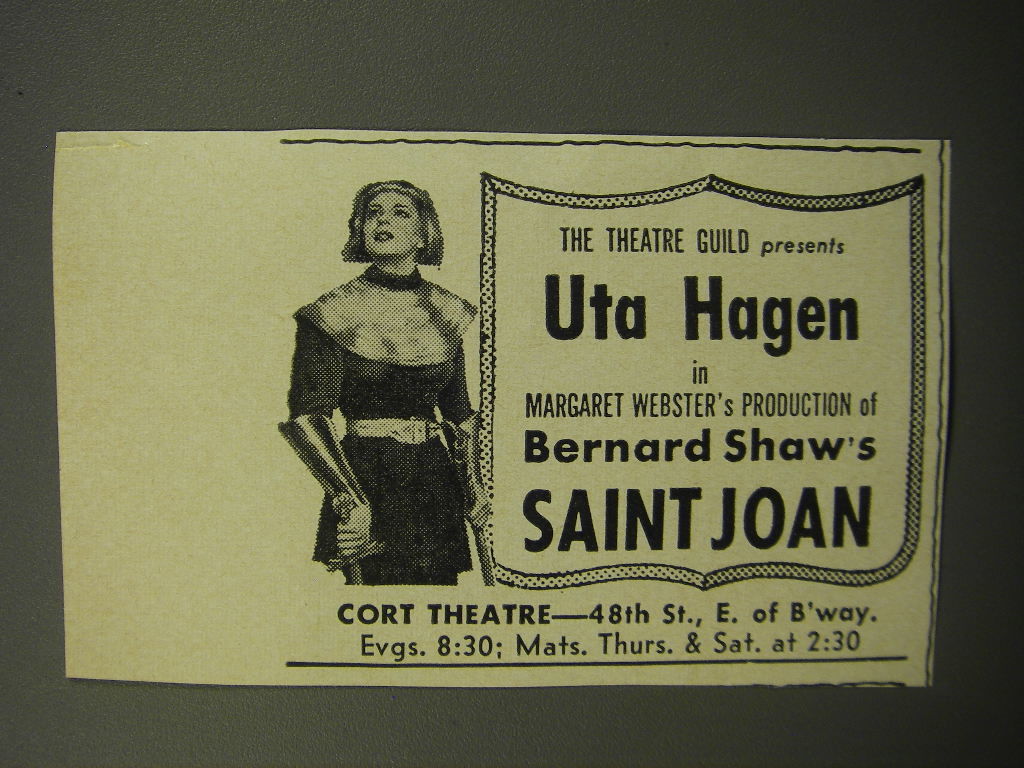 THE THEATRE GUILD presents
Uta Hagen
in
MARGARET WEBSTER's PRODUCTION of
Bernard Shaw's
SAINT JOAN
CORT THEATRE—48th St., E. of B'way.
Evgs. 8:30; Mats. Thurs. & Sat. at 2:30